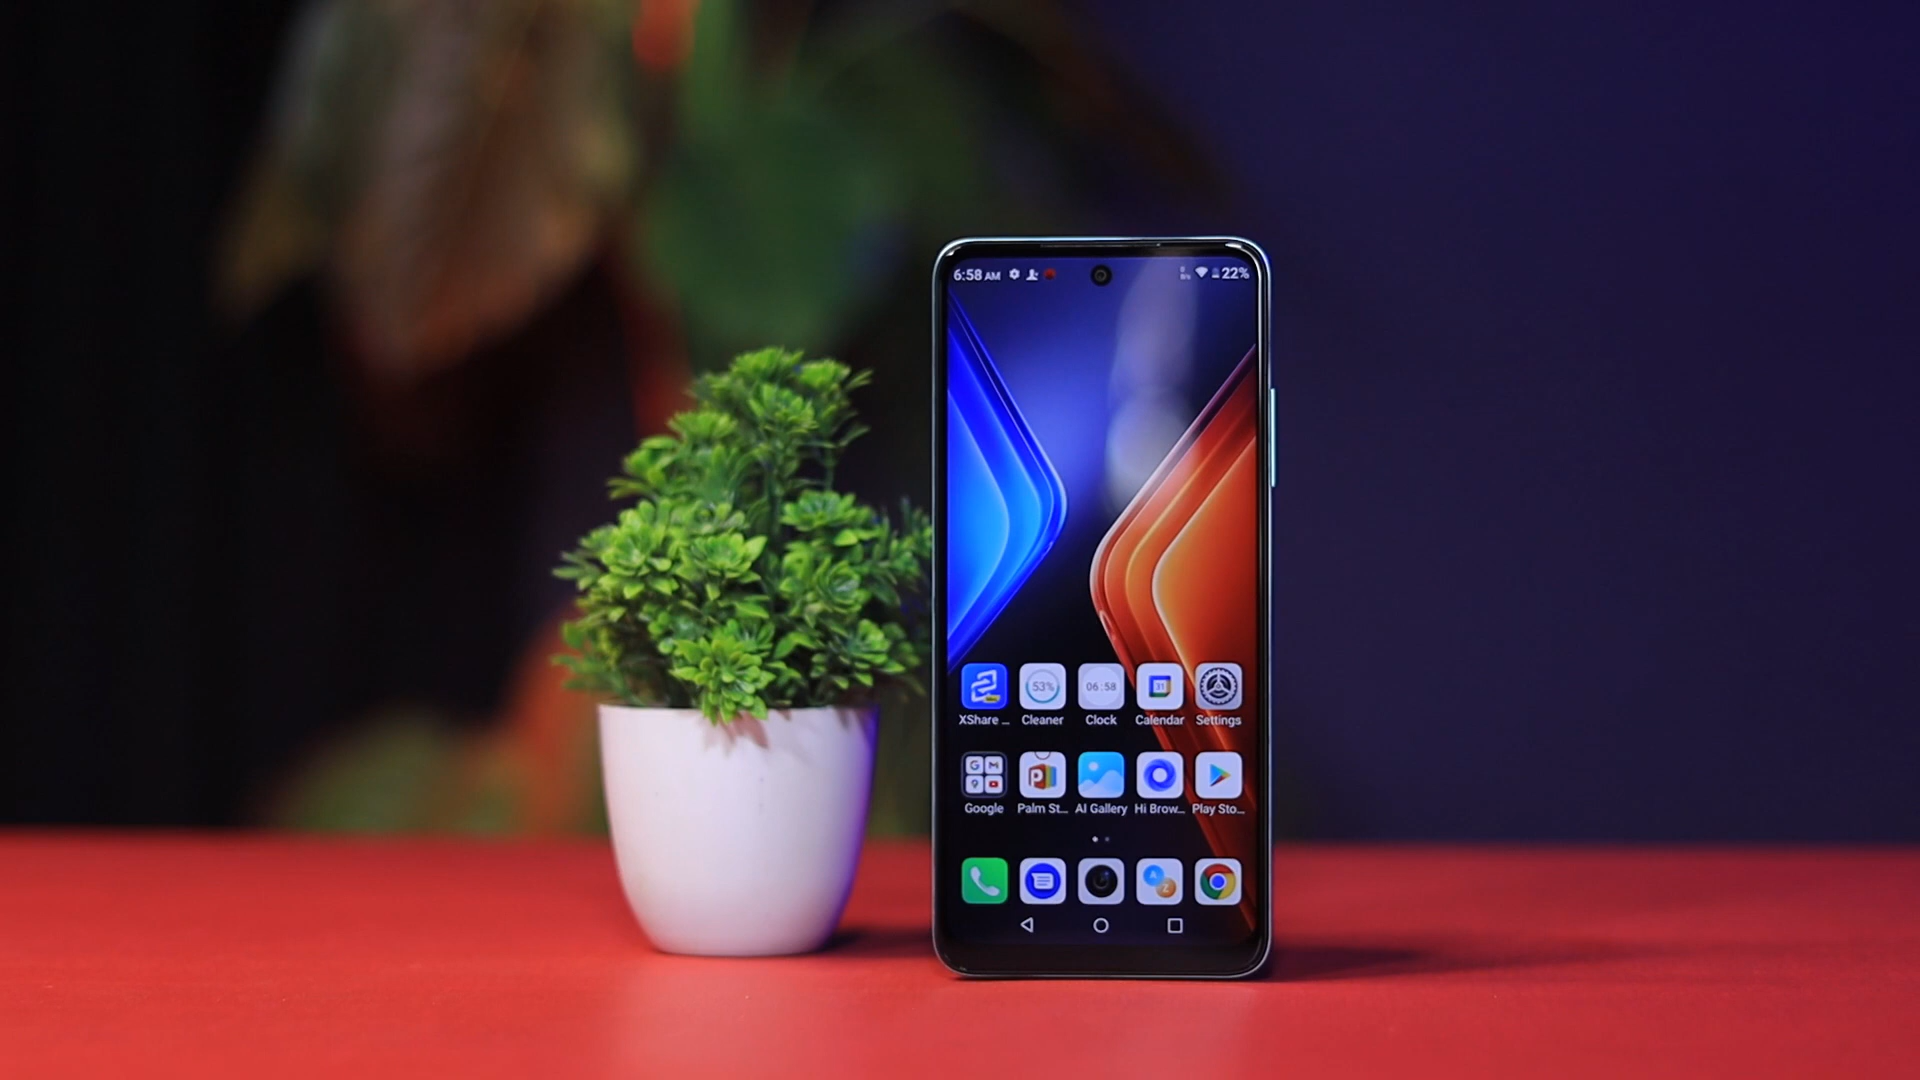 6:58 AM 22%
53% 06:58 31
XShare ... Cleaner Clock Calendar Settings
G M P
Google Palm St... AI Gallery Hi Brow... Play Sto...
A Z